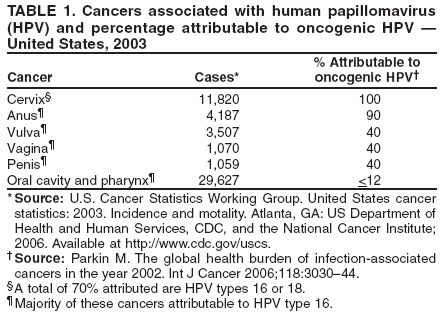 TABLE 1. Cancers associated with human papillomavirus
(HPV) and percentage attributable to oncogenic HPV —
United States, 2003
% Attributable to
Cancer Cases* oncogenic HPV†
Cervix§ 11,820 100
Anus¶ 4,187 90
Vulva¶ 3,507 40
Vagina¶ 1,070 40
Penis¶ 1,059 40
Oral cavity and pharynx¶ 29,627 <12
* Source: U.S. Cancer Statistics Working Group. United States cancer
statistics: 2003. Incidence and motality. Atlanta, GA: US Department of
Health and Human Services, CDC, and the National Cancer Institute;
2006. Available at http://www.cdc.gov/uscs.
† Source: Parkin M. The global health burden of infection-associated
cancers in the year 2002. Int J Cancer 2006;118:3030–44.
§ A total of 70% attributed are HPV types 16 or 18.
¶ Majority of these cancers attributable to HPV type 16.